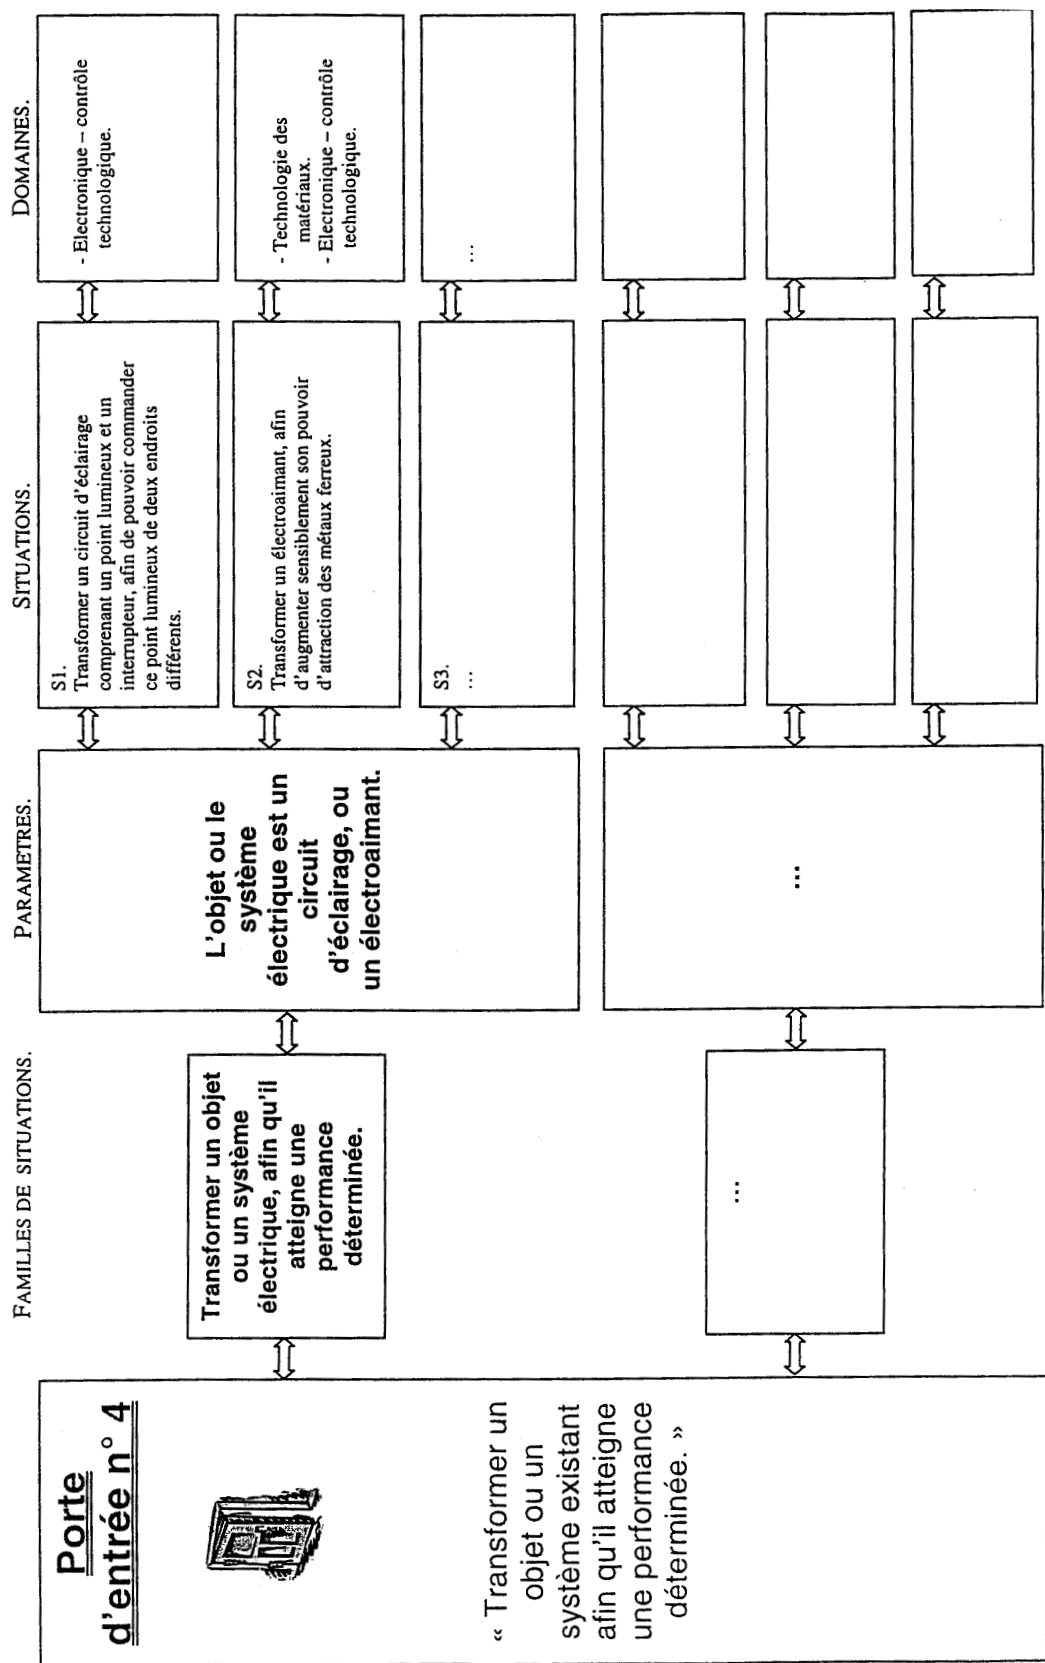 Porte
d'entrée n° 4
« Transformer un
objet ou un
système existant
afin qu'il atteigne
une performance
déterminée. »
FAMILLES DE SITUATIONS.
Transformer un objet
ou un système
électrique, afin qu'il
atteigne une
performance
déterminée.
...
PARAMETRES.
L'objet ou le
système
électrique est un
circuit
d'éclairage, ou
un électroaimant.
...
SITUATIONS.
S1.
Transformer un circuit d'éclairage
comprenant un point lumineux et un
interrupteur, afin de pouvoir commander
ce point lumineux de deux endroits
différents.
S2.
Transformer un électroaimant, afin
d'augmenter sensiblement son pouvoir
d'attraction des métaux ferreux.
S3.
...
DOMAINES.
- Electronique – contrôle
technologique.
- Technologie des
matériaux.
- Electronique – contrôle
technologique.
...